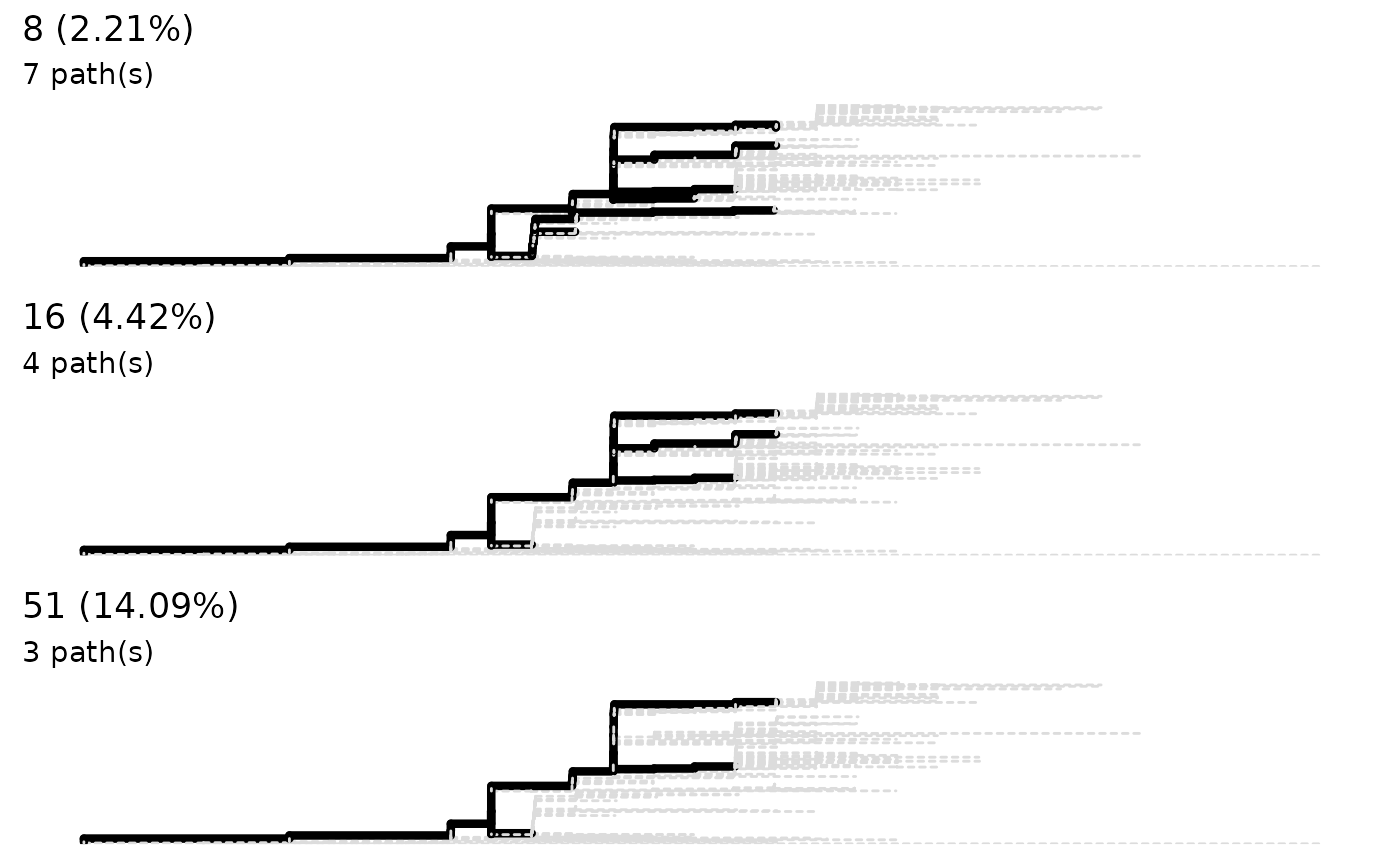 8 (2.21%)
7 path(s)
16 (4.42%)
4 path(s)
51 (14.09%)
3 path(s)